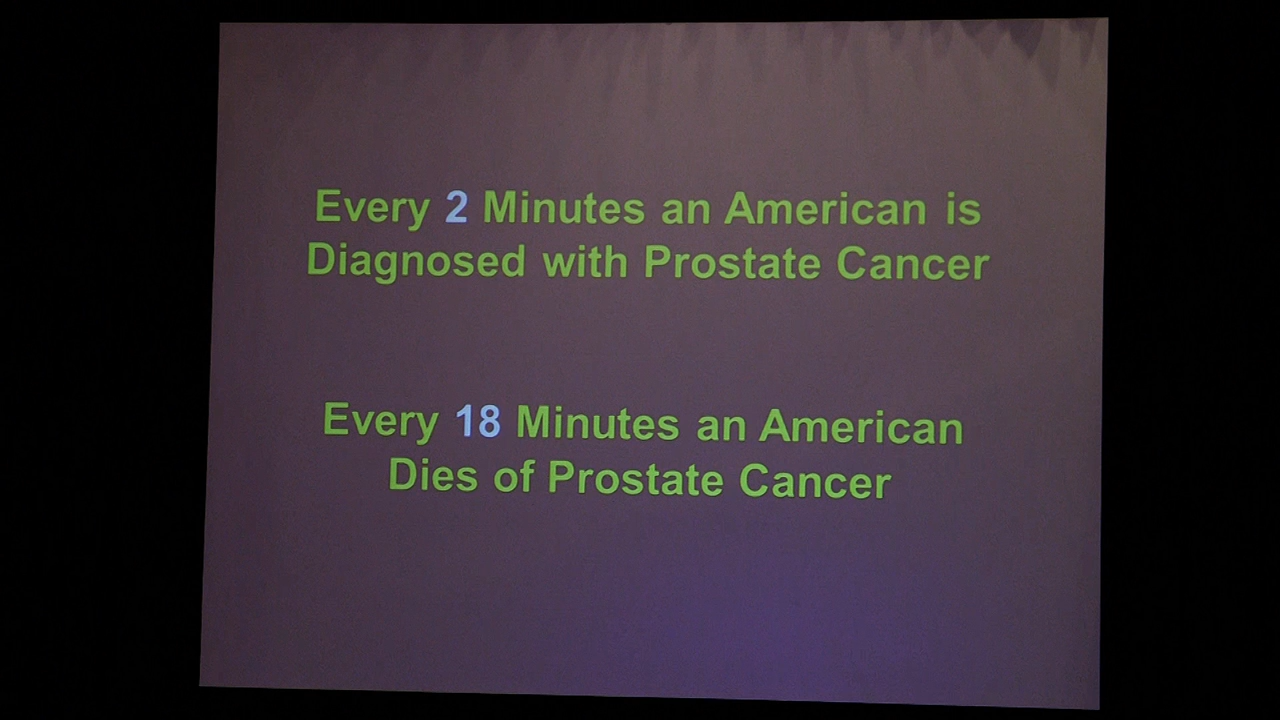 Every 2 Minutes an American is
Diagnosed with Prostate Cancer
Every 18 Minutes an American
Dies of Prostate Cancer